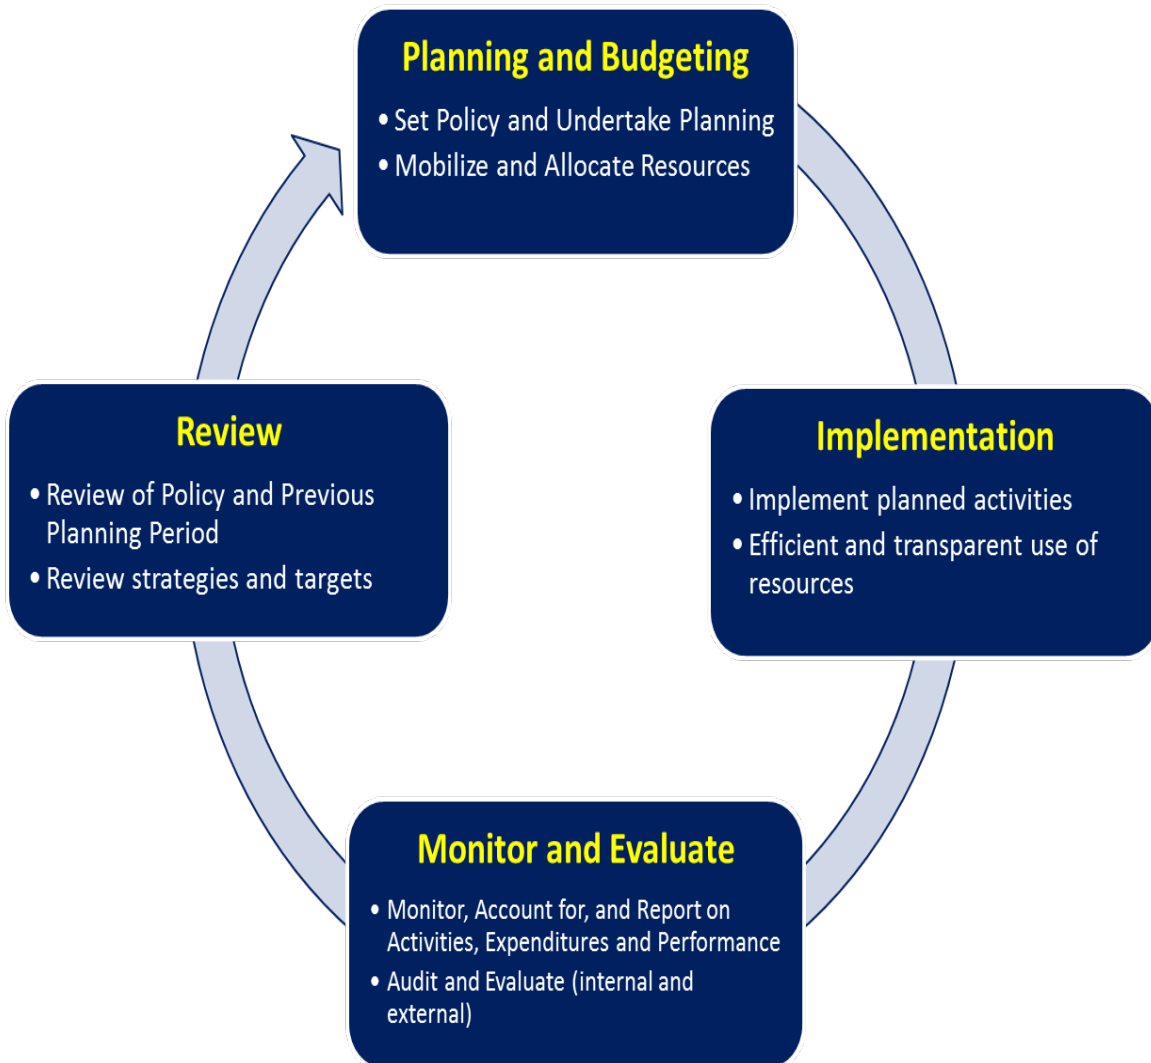 Planning and Budgeting
• Set Policy and Undertake Planning
• Mobilize and Allocate Resources
Review
• Review of Policy and Previous
Planning Period
• Review strategies and targets
Implementation
• Implement planned activities
• Efficient and transparent use of
resources
Monitor and Evaluate
• Monitor, Account for, and Report on
Activities, Expenditures and Performance
• Audit and Evaluate (internal and
external)